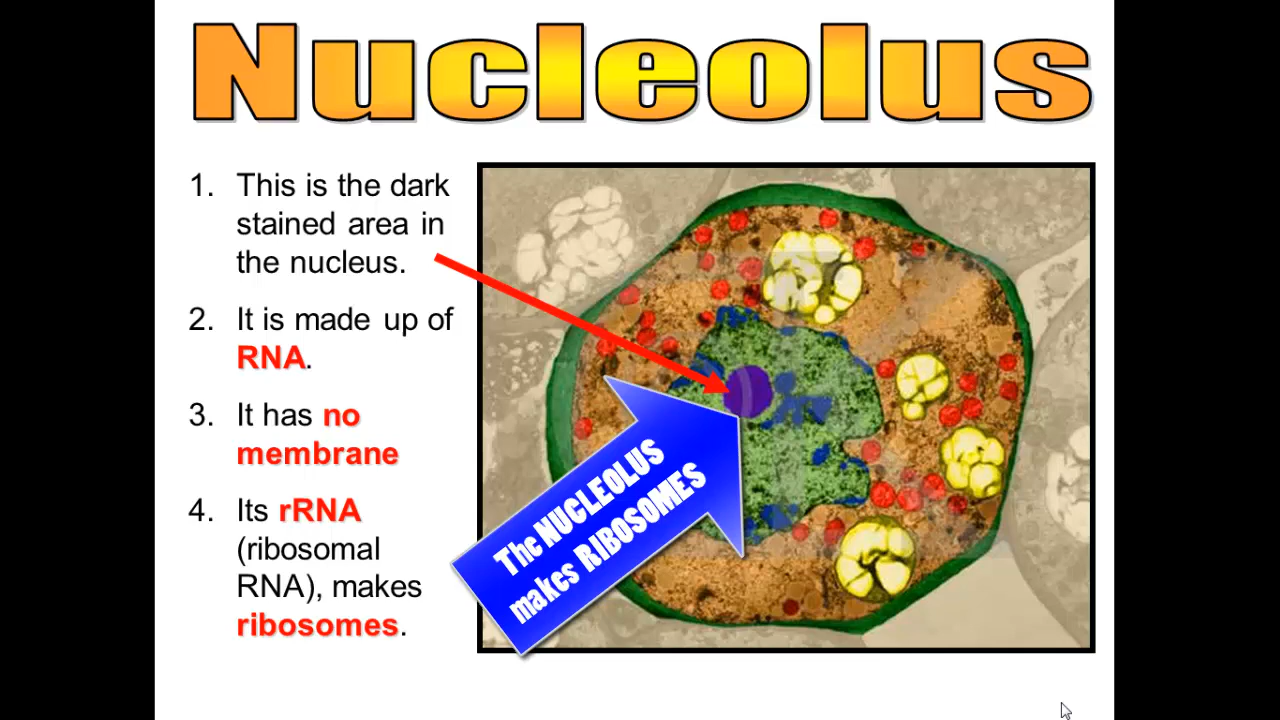 Nucleolus
1. This is the dark
stained area in
the nucleus.
2. It is made up of
RNA.
3. It has no
membrane
4. Its rRNA
(ribosomal
RNA), makes
ribosomes.
The NUCLEOLUS
makes RIBOSOMES